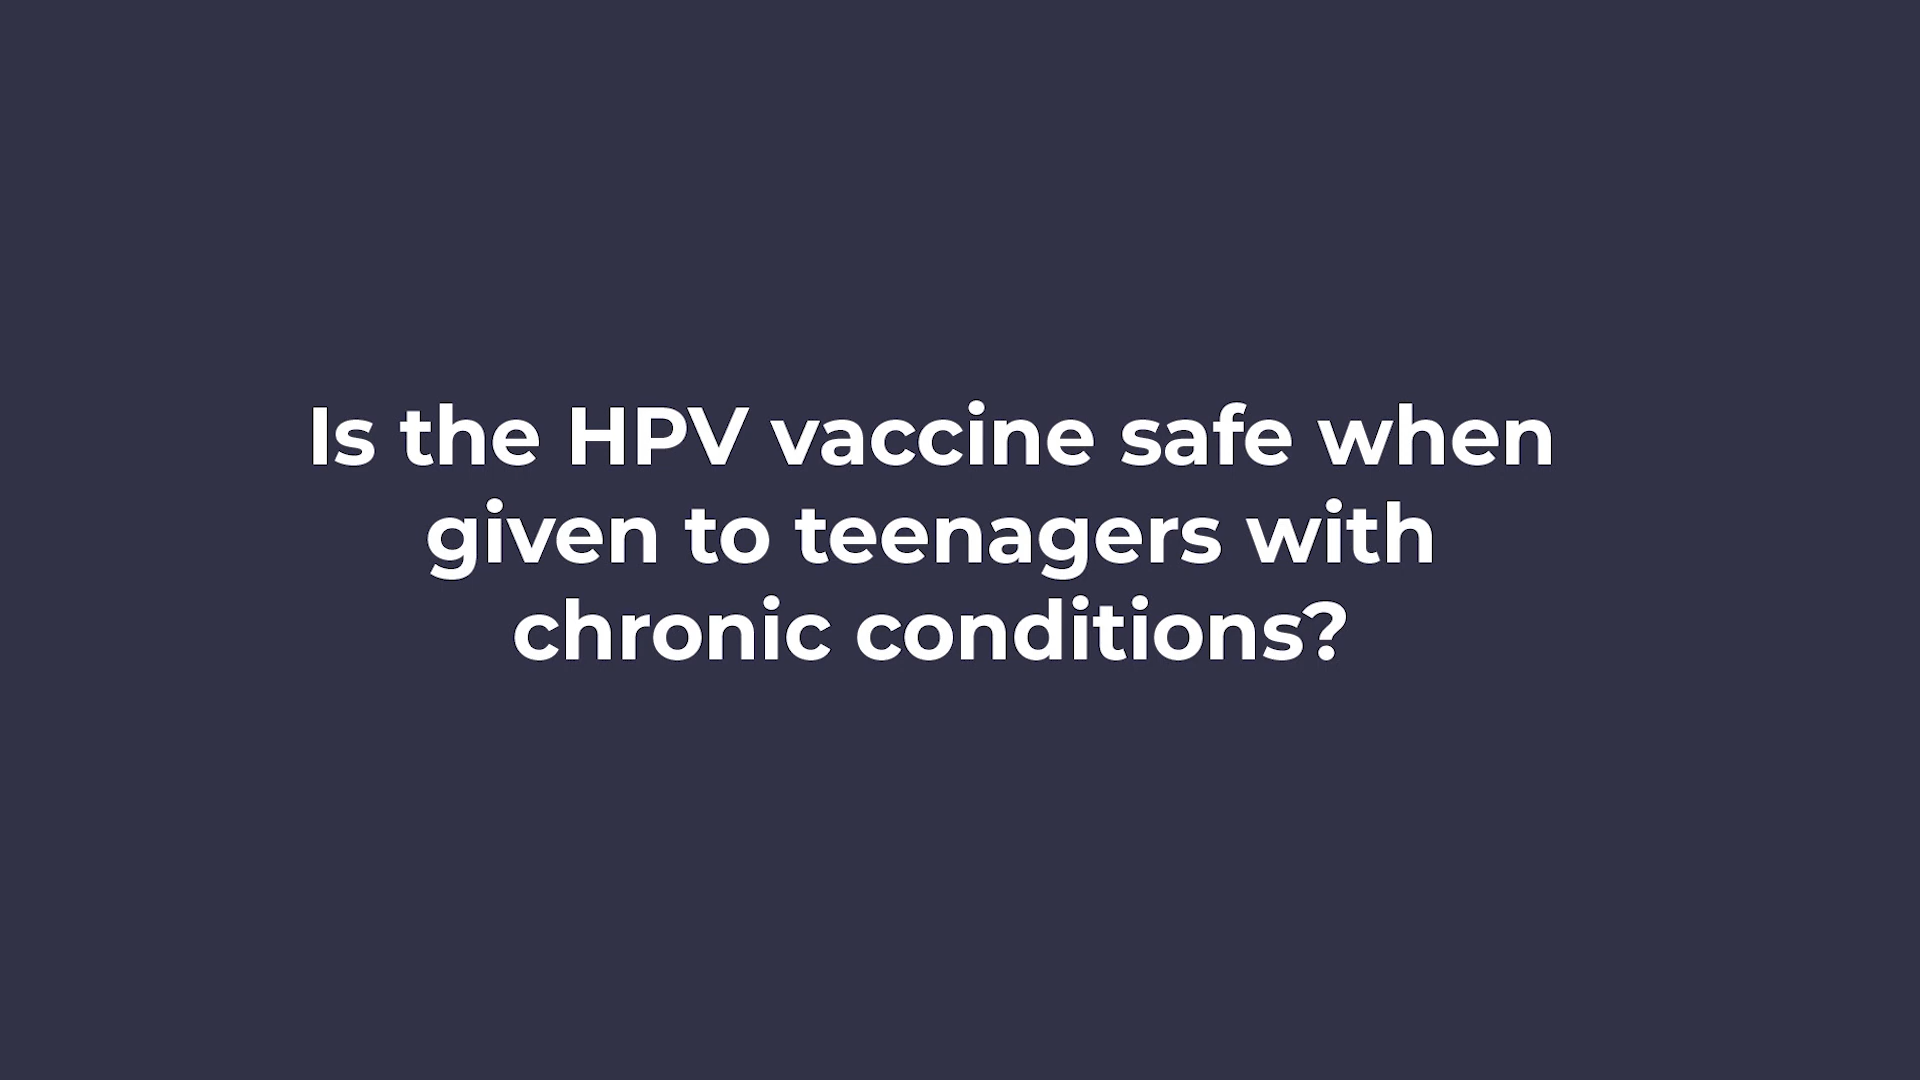 Is the HPV vaccine safe when
given to teenagers with
chronic conditions?